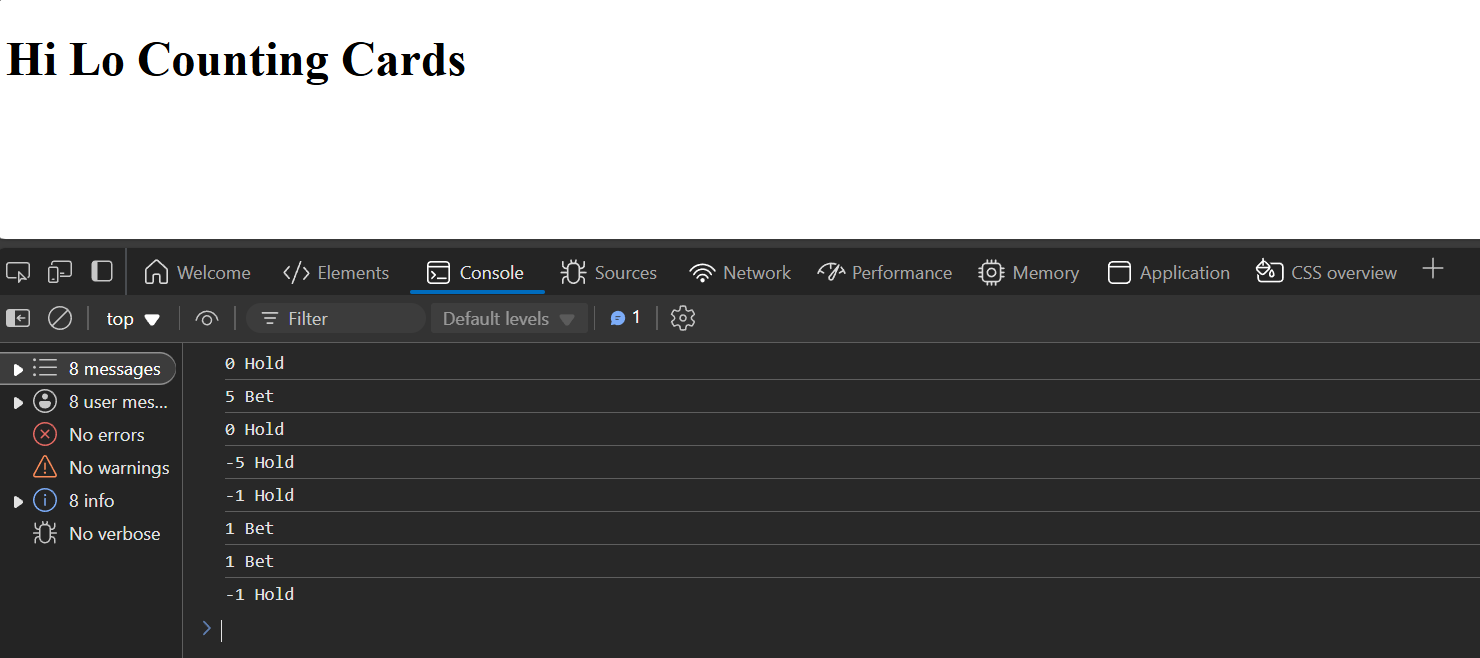 Hi Lo Counting Cards
Welcome Elements Console Sources Network Performance Memory Application CSS overview
top Filter Default levels 1
8 messages
8 user mes...
No errors
No warnings
8 info
No verbose
0 Hold
5 Bet
0 Hold
-5 Hold
-1 Hold
1 Bet
1 Bet
-1 Hold